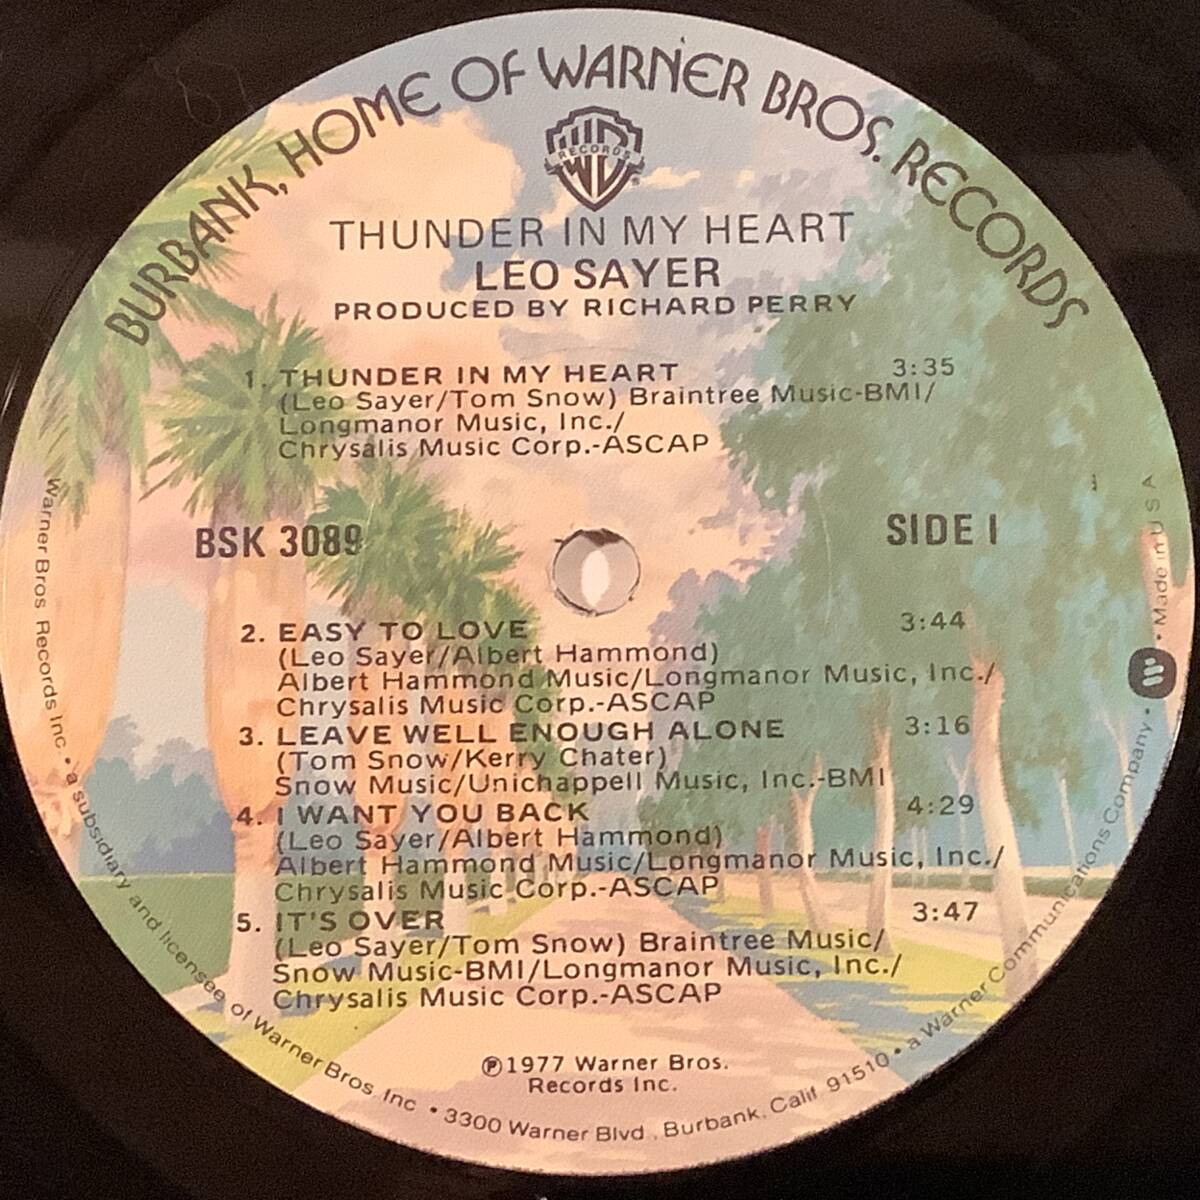 BURBANK, HOME OF WARNER BROS. RECORDS
WB
RECORDS
THUNDER IN MY HEART
LEO SAYER
PRODUCED BY RICHARD PERRY
1. THUNDER IN MY HEART 3:35
(Leo Sayer/Tom Snow) Braintree Music-BMI/
Longmanor Music, Inc./
Chrysalis Music Corp.-ASCAP
BSK 3089 SIDE I
2. EASY TO LOVE 3:44
(Leo Sayer/Albert Hammond)
Albert Hammond Music/Longmanor Music, Inc./
Chrysalis Music Corp.-ASCAP
3. LEAVE WELL ENOUGH ALONE 3:16
(Tom Snow/Kerry Chater)
Snow Music/Unichappell Music, Inc.-BMI
4. I WANT YOU BACK 4:29
(Leo Sayer/Albert Hammond)
Albert Hammond Music/Longmanor Music, Inc./
Chrysalis Music Corp.-ASCAP
5. IT'S OVER 3:47
(Leo Sayer/Tom Snow) Braintree Music/
Snow Music-BMI/Longmanor Music, Inc./
Chrysalis Music Corp.-ASCAP
℗1977 Warner Bros.
Records Inc.
Warner Bros Records Inc. • a subsidiary and licensee of Warner Bros. Inc • 3300 Warner Blvd., Burbank, Calif 91510 • a Warner Communications Company • Made in U S A